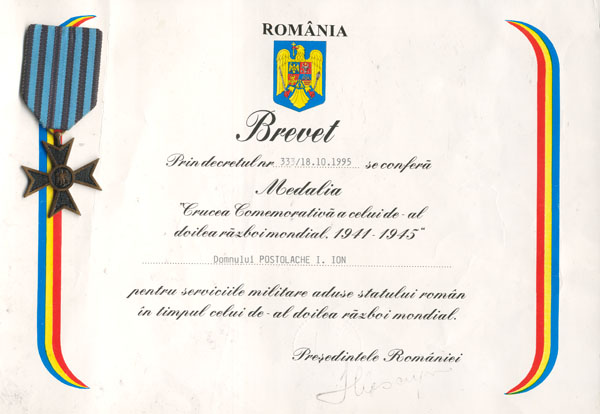 ROMÂNIA
Brevet
Prin decretul nr 333/18.10.1995 se conferă
Medalia
"Crucea Comemorativă a celui de-al
doilea război mondial, 1941-1945"
Domnului POSTOLACHE I. ION
pentru serviciile militare aduse statului român
în timpul celui de-al doilea război mondial.
Preşedintele României